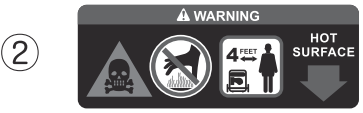 ②
⚠ WARNING
4 FEET
HOT
SURFACE